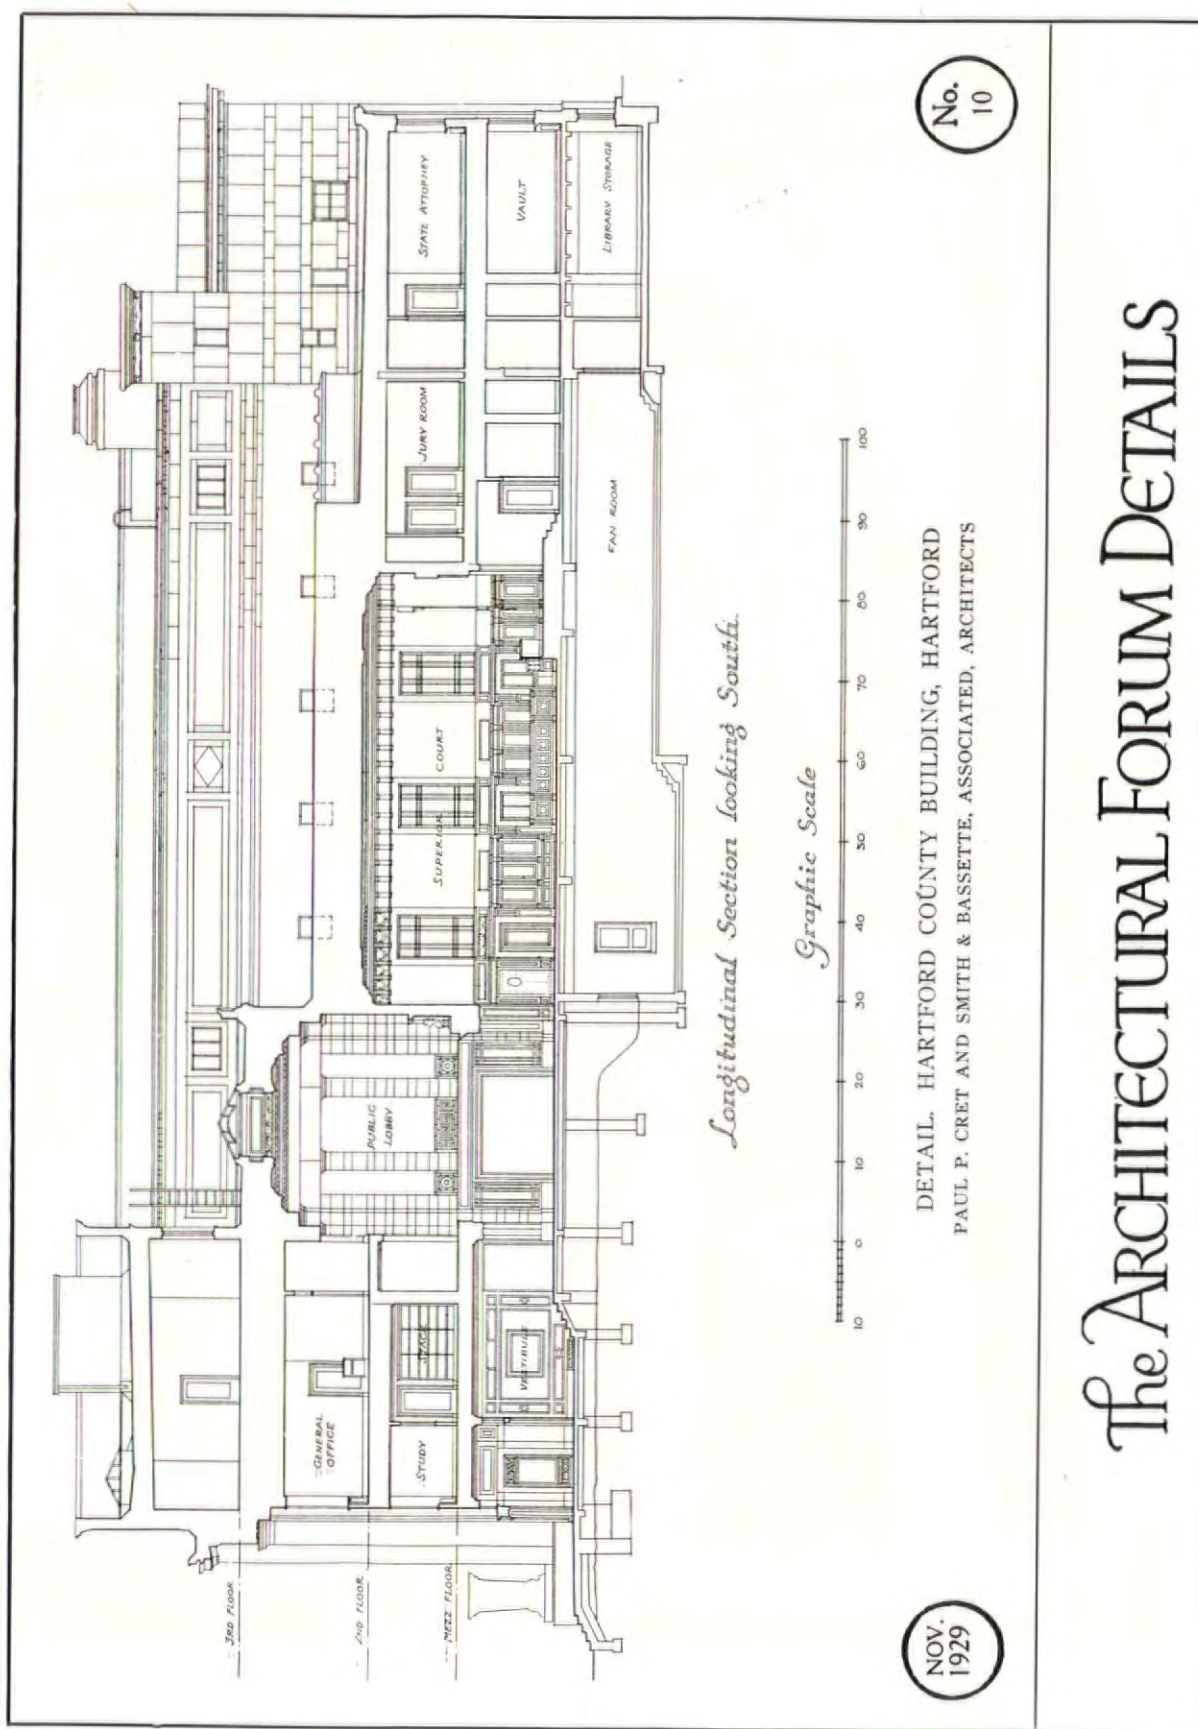 3RD FLOOR
2ND FLOOR
MEZZ FLOOR
GENERAL
OFFICE
STUDY
STACK
VESTIBULE
PUBLIC
LOBBY
SUPERIOR COURT
JURY ROOM
STATE ATTORNEY
VAULT
LIBRARY STORAGE
FAN ROOM
Longitudinal Section looking South.
Graphic Scale
10 0 10 20 30 40 50 60 70 80 90 100
NOV.
1929
DETAIL. HARTFORD COUNTY BUILDING, HARTFORD
PAUL P. CRET AND SMITH & BASSETTE, ASSOCIATED, ARCHITECTS
No.
10
The ARCHITECTURAL FORUM DETAILS